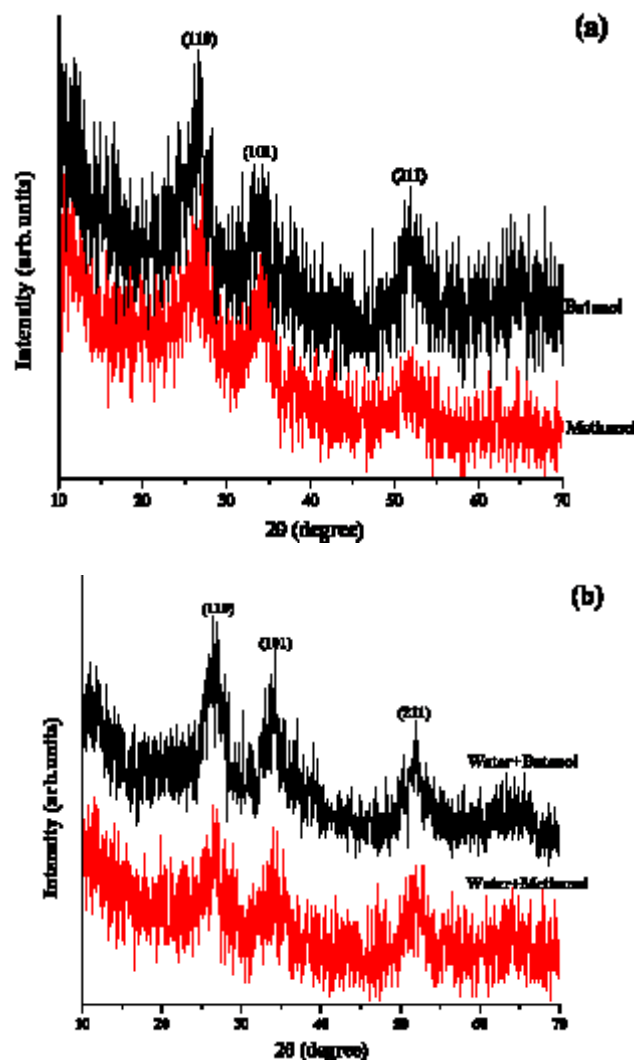 (a)
(110)
(101)
(211)
Intensity (arb.units)
Butanol
Methanol
10 20 30 40 50 60 70
2θ (degree)
(b)
(110)
(101)
(211)
Intensity (arb.units)
Water+Butanol
Water+Methanol
10 20 30 40 50 60 70
2θ (degree)